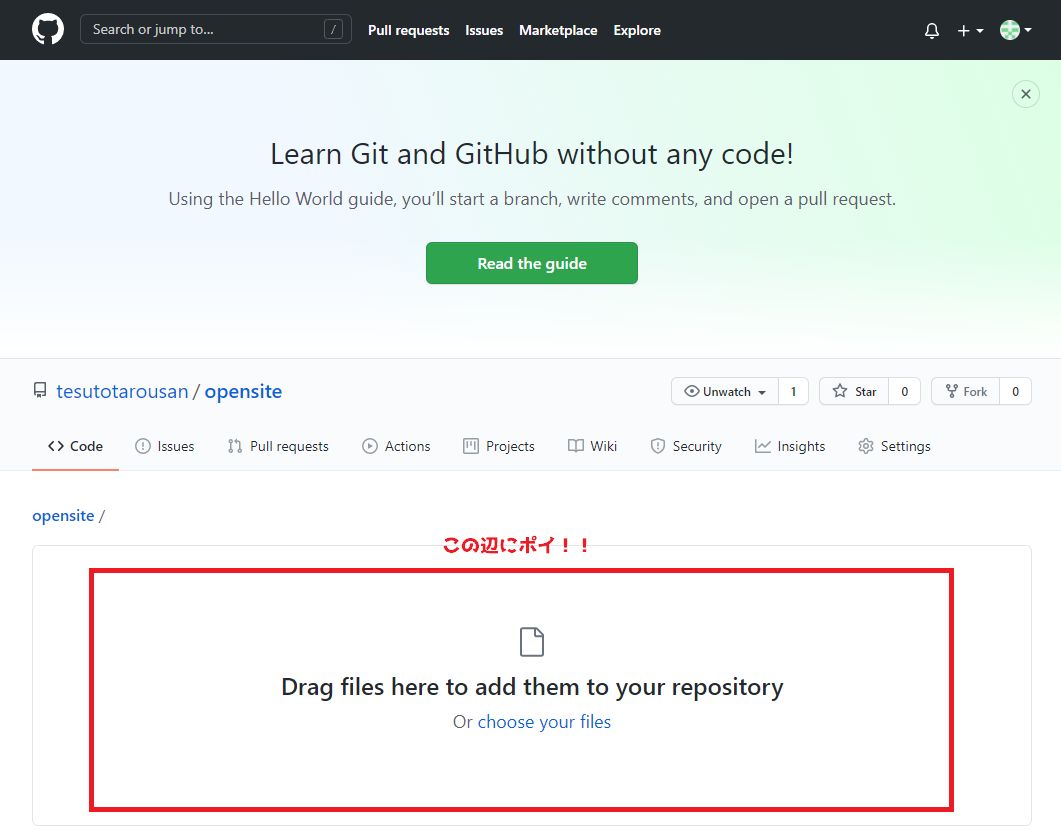 Search or jump to... /
Pull requests Issues Marketplace Explore
Learn Git and GitHub without any code!
Using the Hello World guide, you’ll start a branch, write comments, and open a pull request.
Read the guide
tesutotarousan / opensite
Unwatch 1 Star 0 Fork 0
Code Issues Pull requests Actions Projects Wiki Security Insights Settings
opensite /
この辺にポイ！！
Drag files here to add them to your repository
Or choose your files